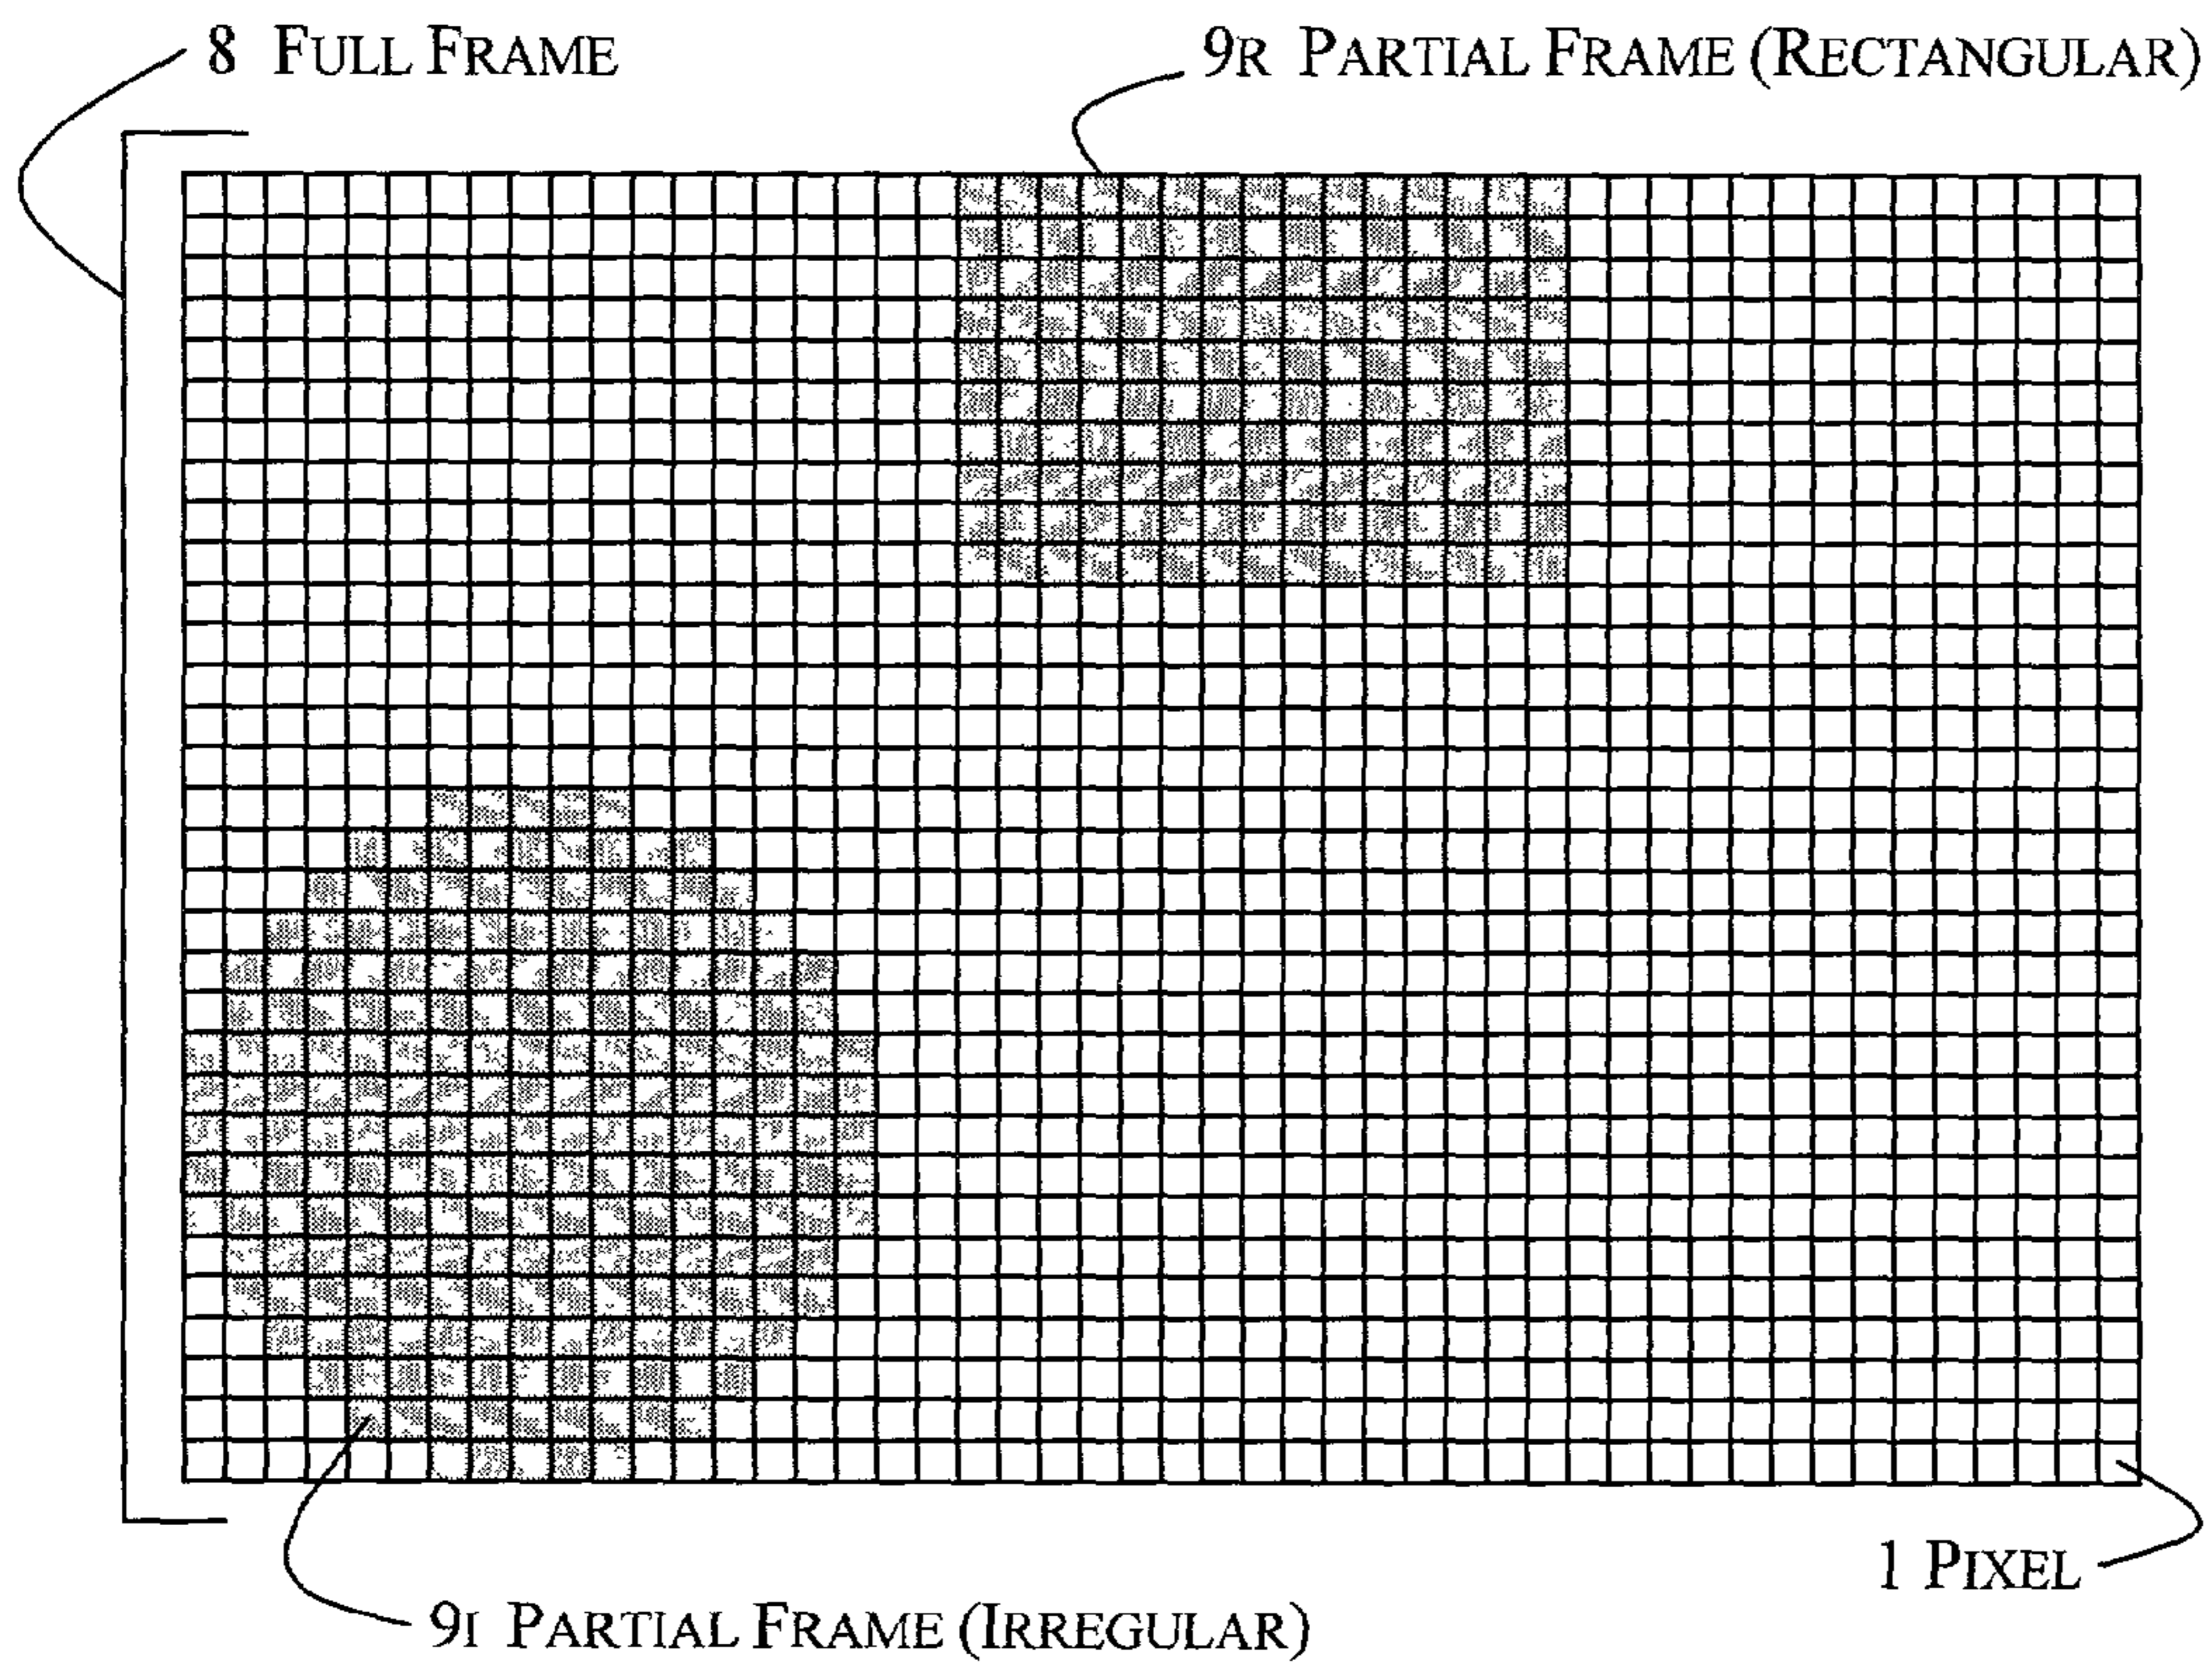 8 FULL FRAME
9R PARTIAL FRAME (RECTANGULAR)
1 PIXEL
9I PARTIAL FRAME (IRREGULAR)